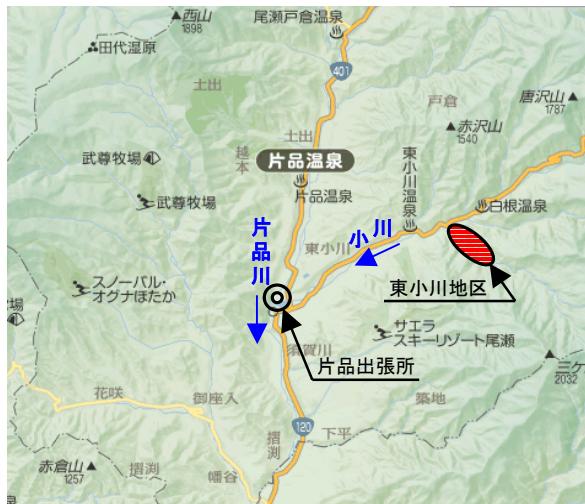 西山
1898
尾瀬戸倉温泉
田代湿原
401
土出
戸倉
唐沢山
1787
赤沢山
1540
土出
越本
武尊牧場
片品温泉
片品温泉
東小川温泉
武尊牧場
白根温泉
片品川
小川
東小川
スノーパル・
オグナほたか
東小川地区
場
サエラ
スキーリゾート尾瀬
須賀川
片品出張所
三ケ
2032
花咲
御座入
築地
120
摺渕
下平
赤倉山
1257
摺渕
幡谷